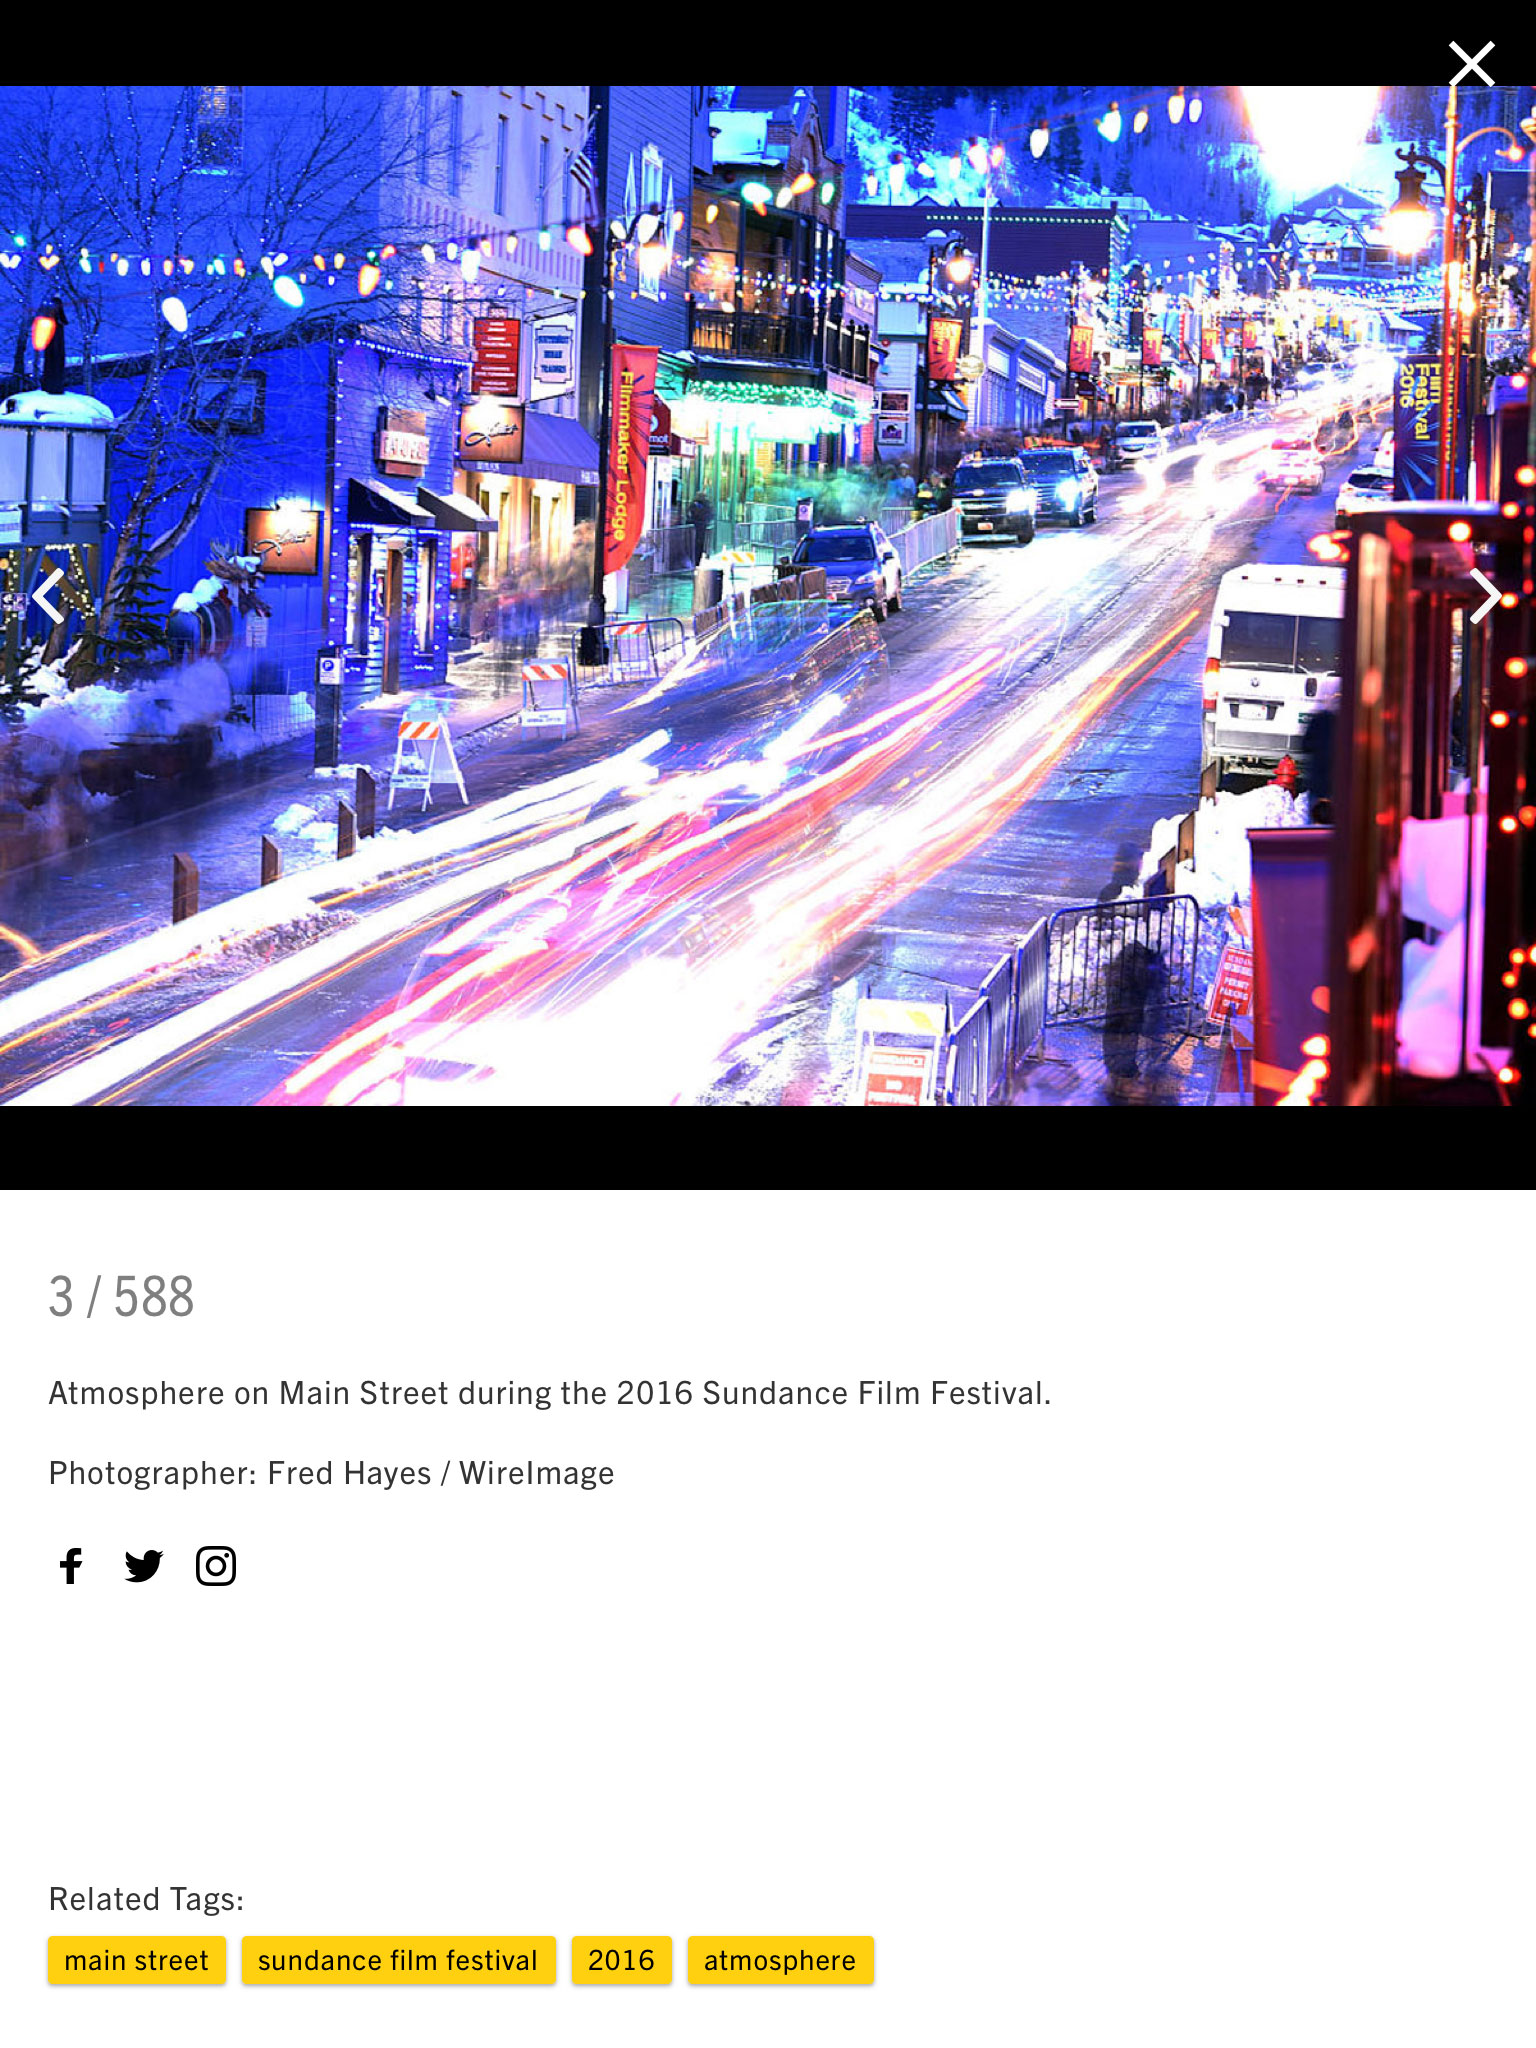 Filmmaker Lodge
Film
Festival
2016
3 / 588
Atmosphere on Main Street during the 2016 Sundance Film Festival.
Photographer: Fred Hayes / WireImage
Related Tags:
main street
sundance film festival
2016
atmosphere